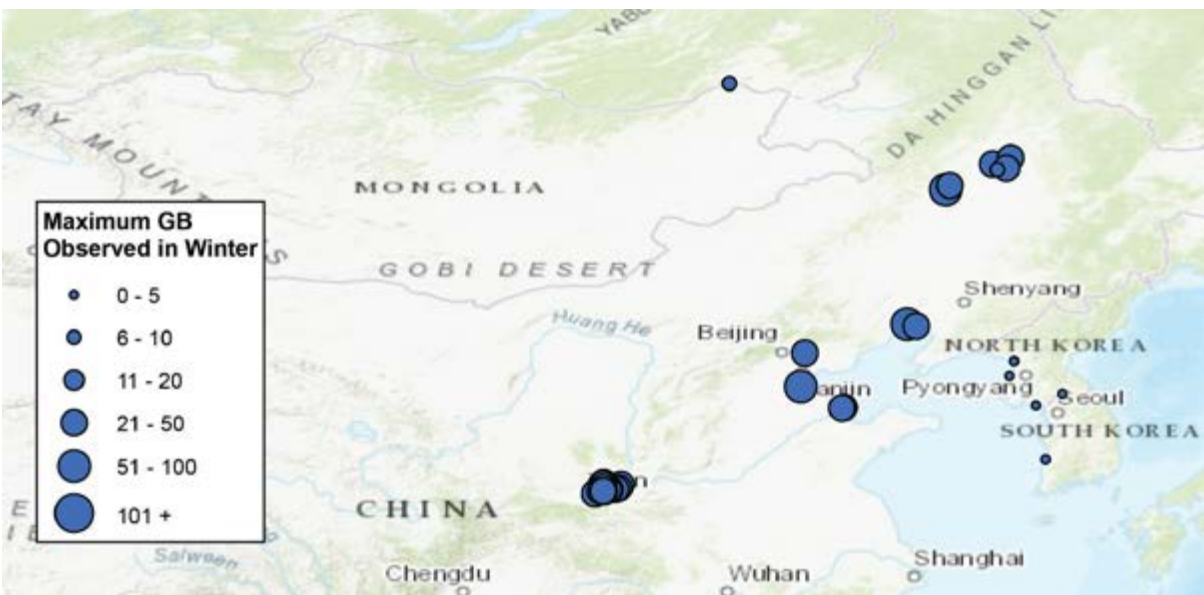 YABL
DA HINGGAN LI
TAY MOUNT
S
MONGOLIA
Maximum GB
Observed in Winter
0 - 5
6 - 10
11 - 20
21 - 50
51 - 100
101 +
GOBI DESERT
Shenyang
Huang He
Beijing
NORTH KOREA
Pyongyang
anjin
Seoul
SOUTH KOREA
n
CHINA
E
Salween
Chengdu
Wuhan
Shanghai